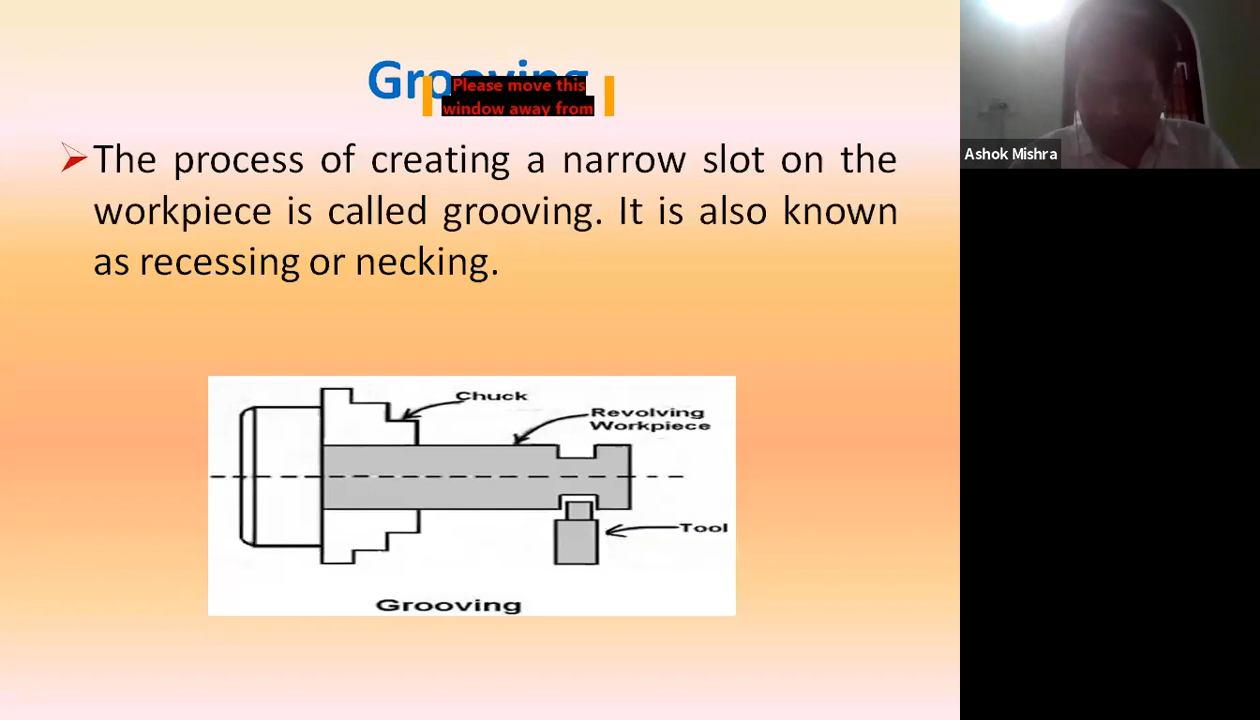 Grooving
Please move this
window away from
The process of creating a narrow slot on the
workpiece is called grooving. It is also known
as recessing or necking.
Chuck
Revolving
Workpiece
Tool
Grooving
Ashok Mishra